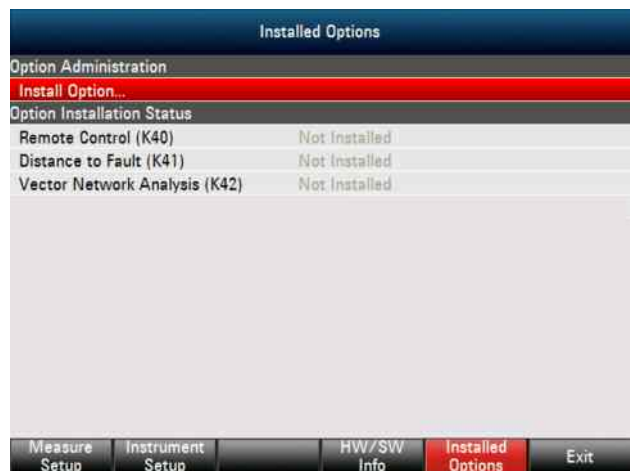 Installed Options
Option Administration
Install Option...
Option Installation Status
Remote Control (K40) Not Installed
Distance to Fault (K41) Not Installed
Vector Network Analysis (K42) Not Installed
Measure Instrument HW/SW Installed
Setup Setup Info Options Exit